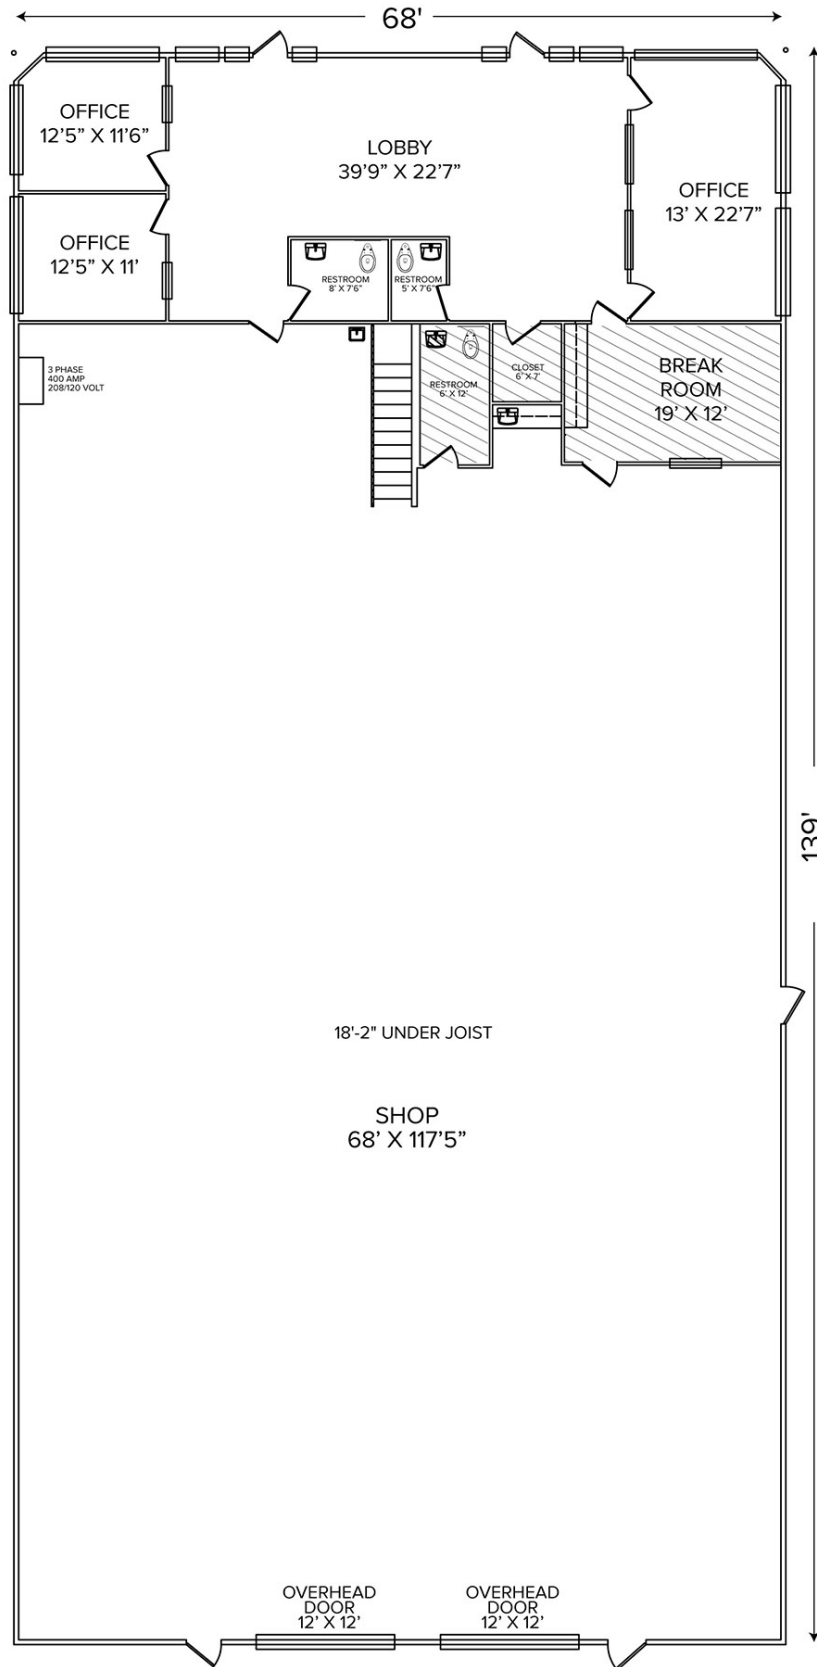 68'
OFFICE
12'5” X 11'6”
LOBBY
39'9” X 22'7”
OFFICE
13' X 22'7”
OFFICE
12'5” X 11'
RESTROOM
8' X 7'6”
RESTROOM
5' X 7'6”
3 PHASE
400 AMP
208/120 VOLT
RESTROOM
6' X 12'
CLOSET
6' X 7'
BREAK
ROOM
19' X 12'
139'
18'-2" UNDER JOIST
SHOP
68' X 117'5”
OVERHEAD
DOOR
12' X 12'
OVERHEAD
DOOR
12' X 12'